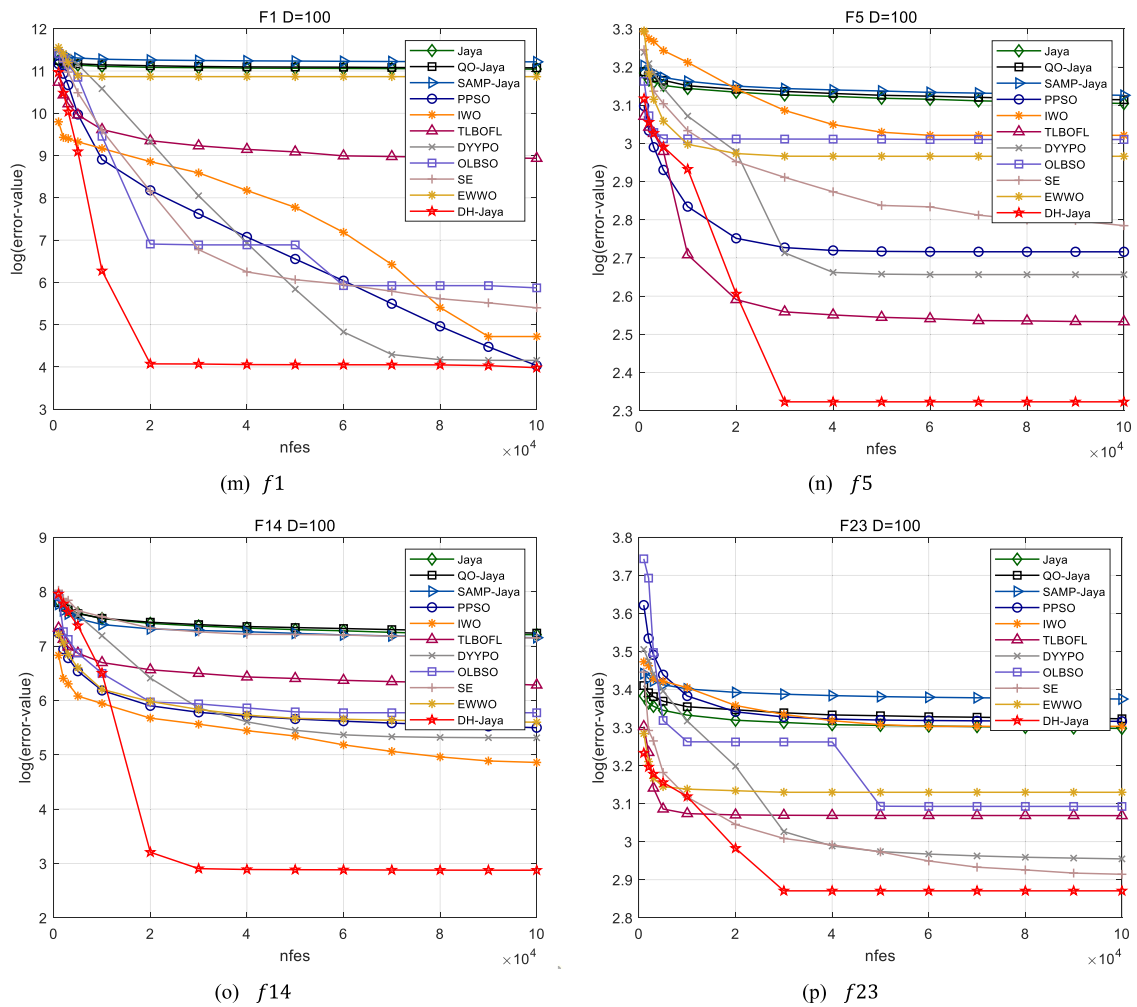 F1 D=100
12
11
10
9
8
7
6
5
4
3
log(error-value)
0
2
4
6
8
10
nfes
×10⁴
Jaya
QO-Jaya
SAMP-Jaya
PPSO
IWO
TLBOFL
DYYPO
OLBSO
SE
EWWO
DH-Jaya
(m) f1
F5 D=100
3.3
3.2
3.1
3
2.9
2.8
2.7
2.6
2.5
2.4
2.3
log(error-value)
0
2
4
6
8
10
nfes
×10⁴
Jaya
QO-Jaya
SAMP-Jaya
PPSO
IWO
TLBOFL
DYYPO
OLBSO
SE
EWWO
DH-Jaya
(n) f5
F14 D=100
9
8
7
6
5
4
3
2
log(error-value)
0
2
4
6
8
10
nfes
×10⁴
Jaya
QO-Jaya
SAMP-Jaya
PPSO
IWO
TLBOFL
DYYPO
OLBSO
SE
EWWO
DH-Jaya
(o) f14
F23 D=100
3.8
3.7
3.6
3.5
3.4
3.3
3.2
3.1
3
2.9
2.8
log(error-value)
0
2
4
6
8
10
nfes
×10⁴
Jaya
QO-Jaya
SAMP-Jaya
PPSO
IWO
TLBOFL
DYYPO
OLBSO
SE
EWWO
DH-Jaya
(p) f23